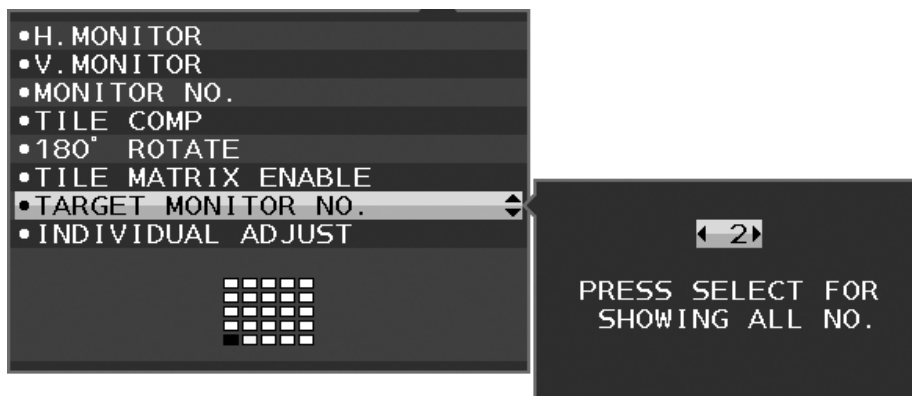 •H.MONITOR
•V.MONITOR
•MONITOR NO.
•TILE COMP
•180° ROTATE
•TILE MATRIX ENABLE
•TARGET MONITOR NO.
•INDIVIDUAL ADJUST
2
PRESS SELECT FOR
SHOWING ALL NO.